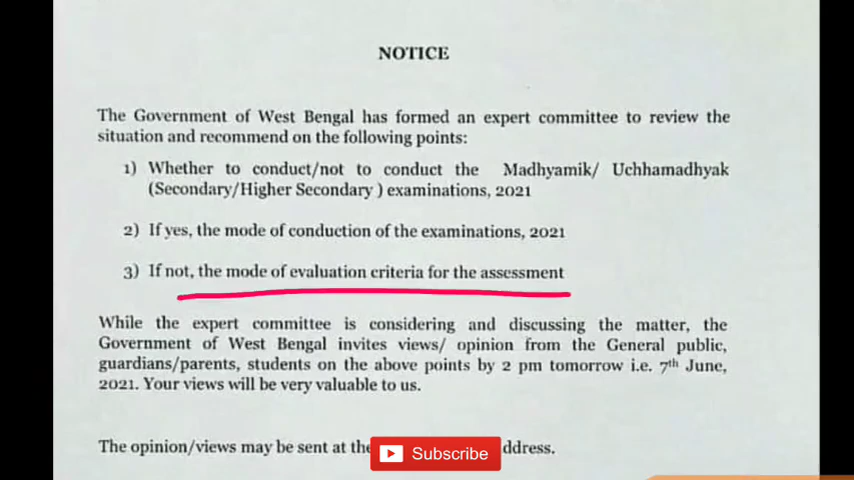 NOTICE
The Government of West Bengal has formed an expert committee to review the
situation and recommend on the following points:
1) Whether to conduct/not to conduct the Madhyamik/ Uchhamadhyak
(Secondary/Higher Secondary ) examinations, 2021
2) If yes, the mode of conduction of the examinations, 2021
3) If not, the mode of evaluation criteria for the assessment
While the expert committee is considering and discussing the matter, the
Government of West Bengal invites views/ opinion from the General public,
guardians/parents, students on the above points by 2 pm tomorrow i.e. 7th June,
2021. Your views will be very valuable to us.
The opinion/views may be sent at the Subscribe ddress.